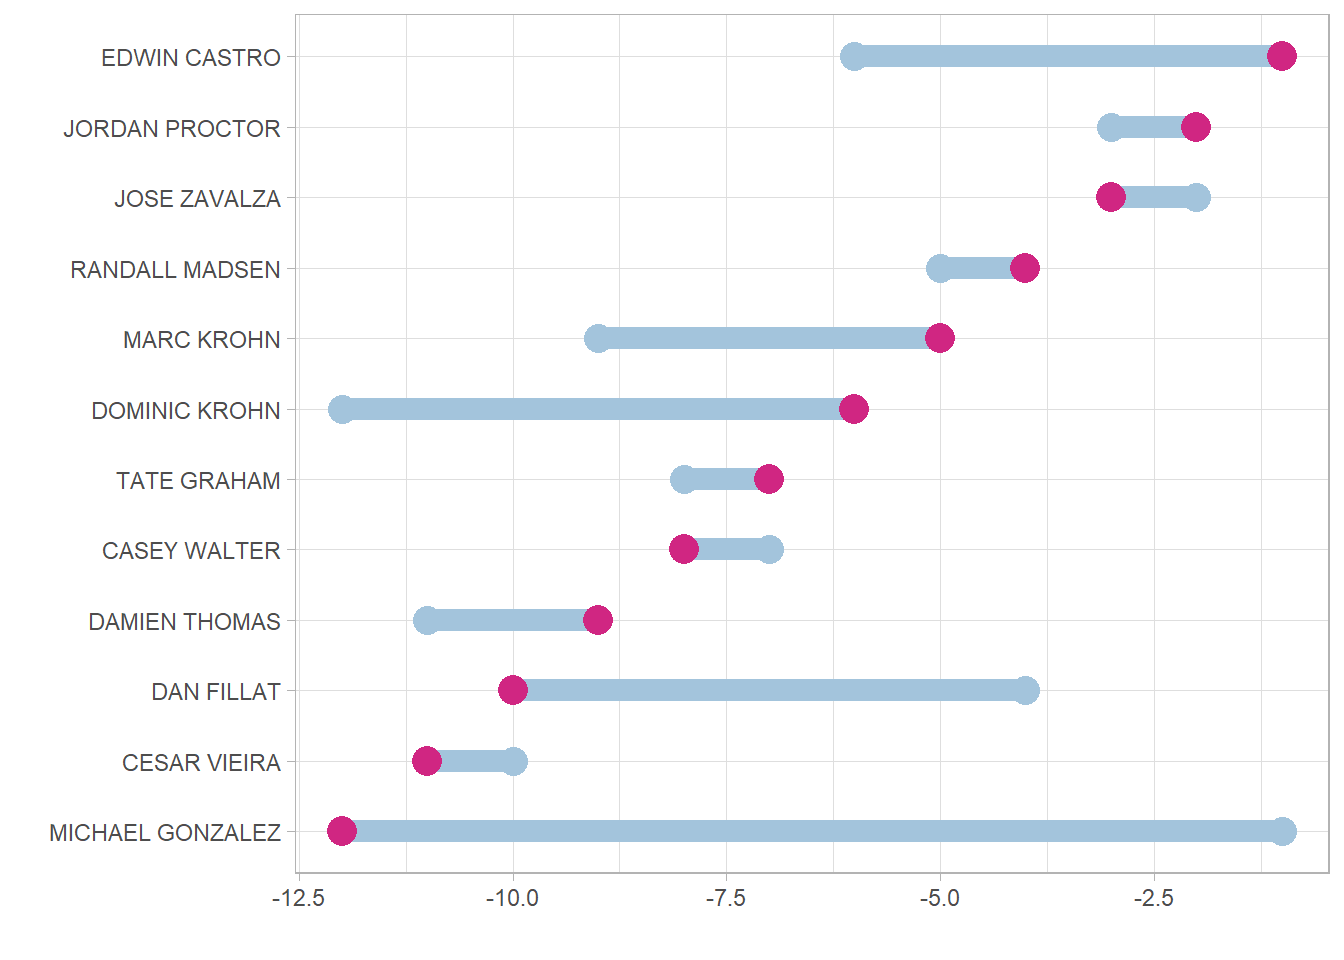 EDWIN CASTRO
JORDAN PROCTOR
JOSE ZAVALZA
RANDALL MADSEN
MARC KROHN
DOMINIC KROHN
TATE GRAHAM
CASEY WALTER
DAMIEN THOMAS
DAN FILLAT
CESAR VIEIRA
MICHAEL GONZALEZ
-12.5 -10.0 -7.5 -5.0 -2.5